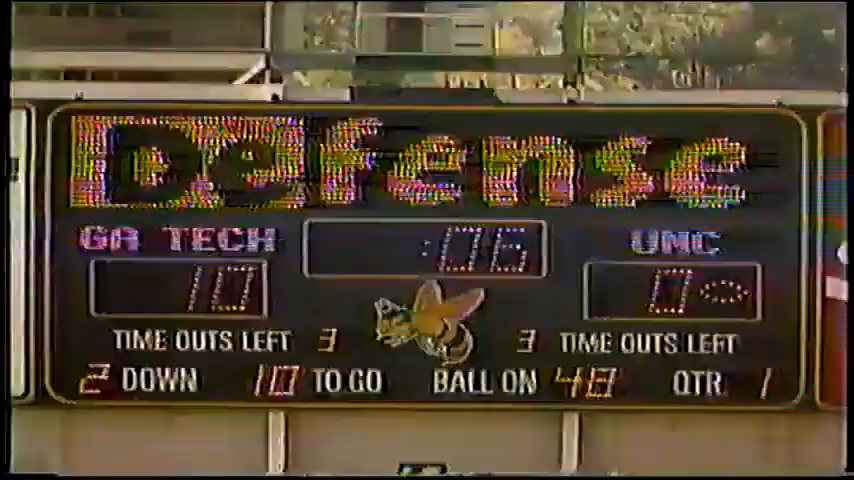 Defense
GA TECH :06 UNC
10 0
TIME OUTS LEFT 3 3 TIME OUTS LEFT
2 DOWN 10 TO GO BALL ON 48 QTR 1